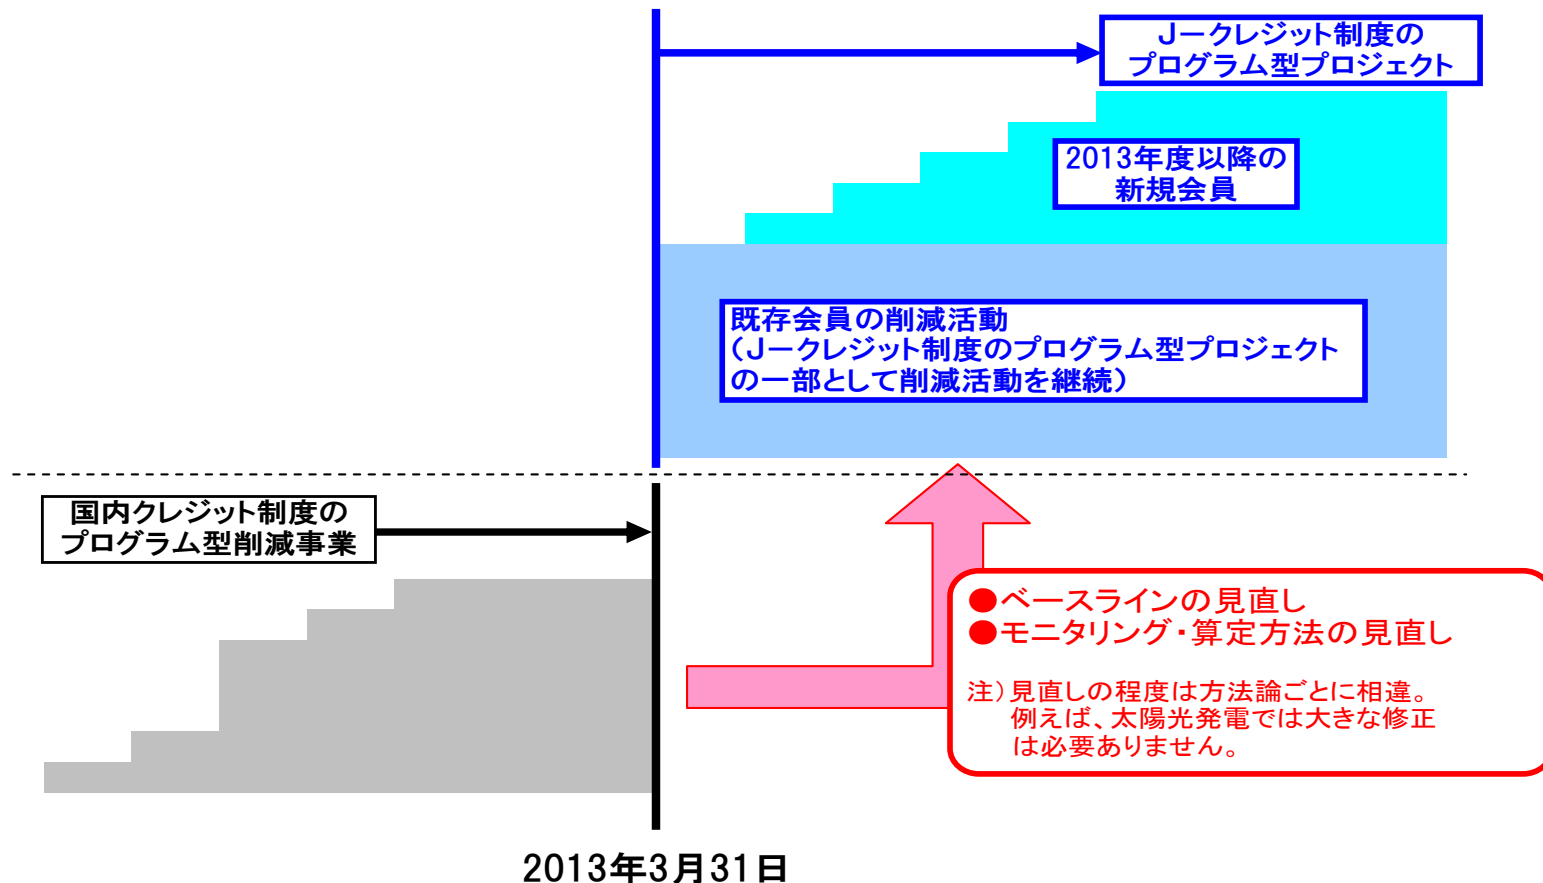 Jークレジット制度の
プログラム型プロジェクト
2013年度以降の
新規会員
既存会員の削減活動
（Jークレジット制度のプログラム型プロジェクト
の一部として削減活動を継続）
国内クレジット制度の
プログラム型削減事業
●ベースラインの見直し
●モニタリング・算定方法の見直し
注）見直しの程度は方法論ごとに相違。
例えば、太陽光発電では大きな修正
は必要ありません。
2013年3月31日